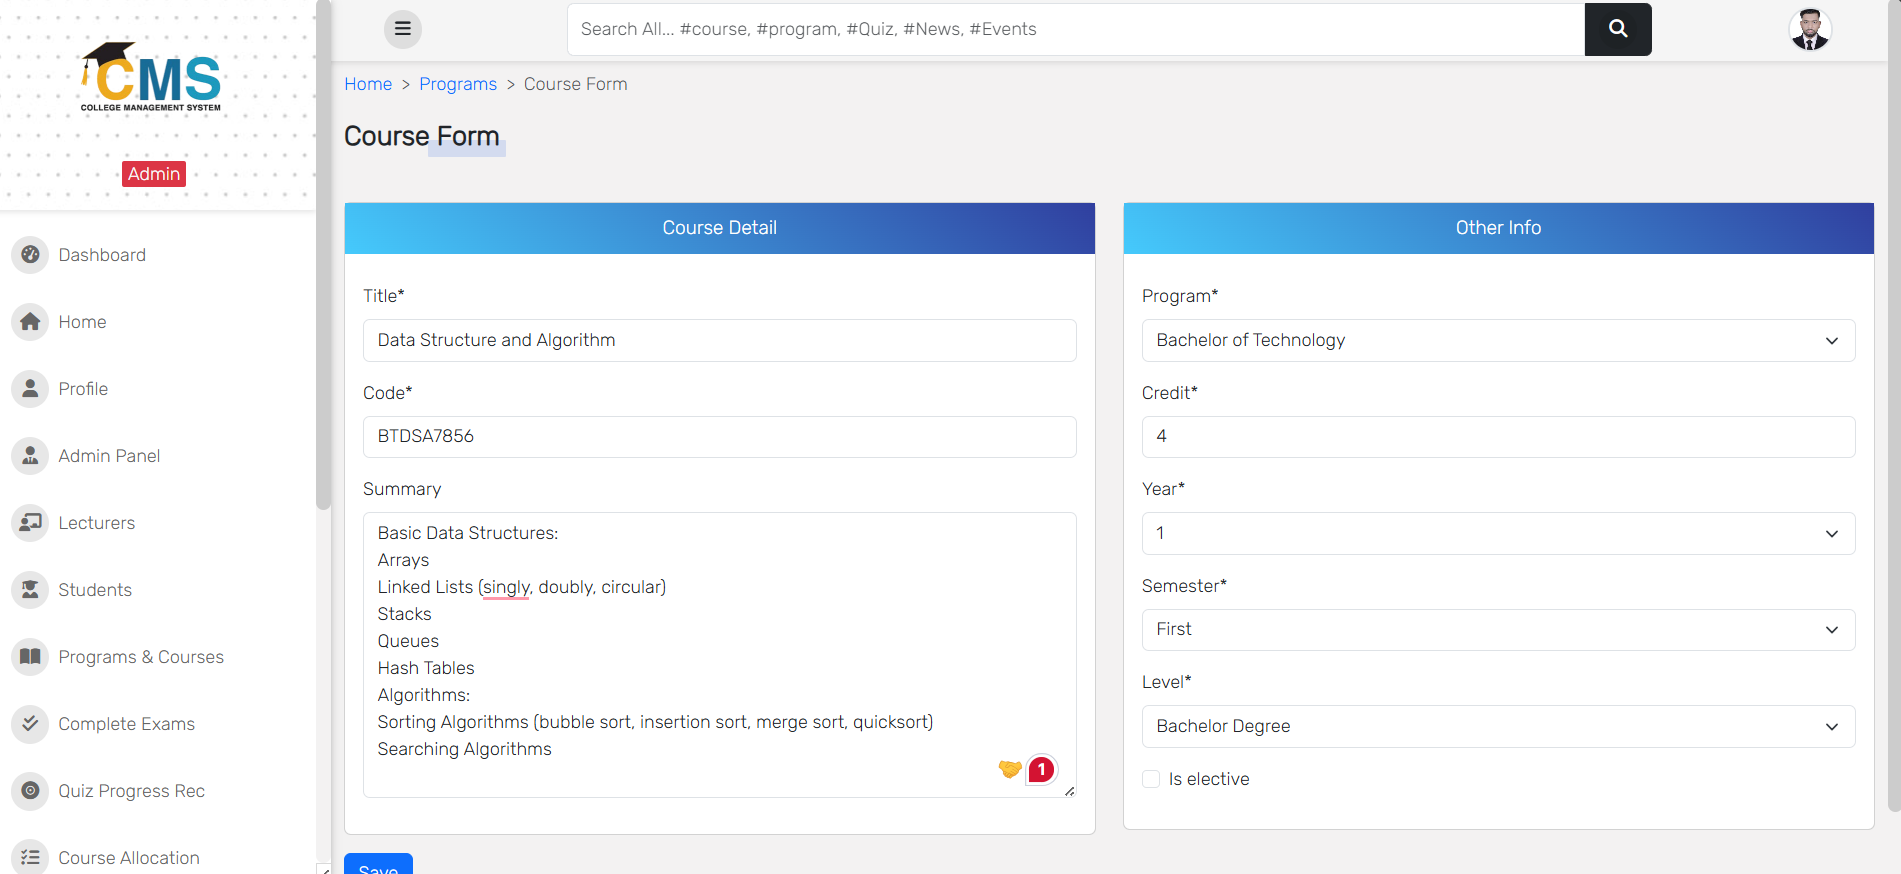 CMS
COLLEGE MANAGEMENT SYSTEM
Admin
Dashboard
Home
Profile
Admin Panel
Lecturers
Students
Programs & Courses
Complete Exams
Quiz Progress Rec
Course Allocation
Search All... #course, #program, #Quiz, #News, #Events
Home > Programs > Course Form
Course Form
Course Detail
Title*
Data Structure and Algorithm
Code*
BTDSA7856
Summary
Basic Data Structures:
Arrays
Linked Lists (singly, doubly, circular)
Stacks
Queues
Hash Tables
Algorithms:
Sorting Algorithms (bubble sort, insertion sort, merge sort, quicksort)
Searching Algorithms
1
Save
Other Info
Program*
Bachelor of Technology
Credit*
4
Year*
1
Semester*
First
Level*
Bachelor Degree
Is elective